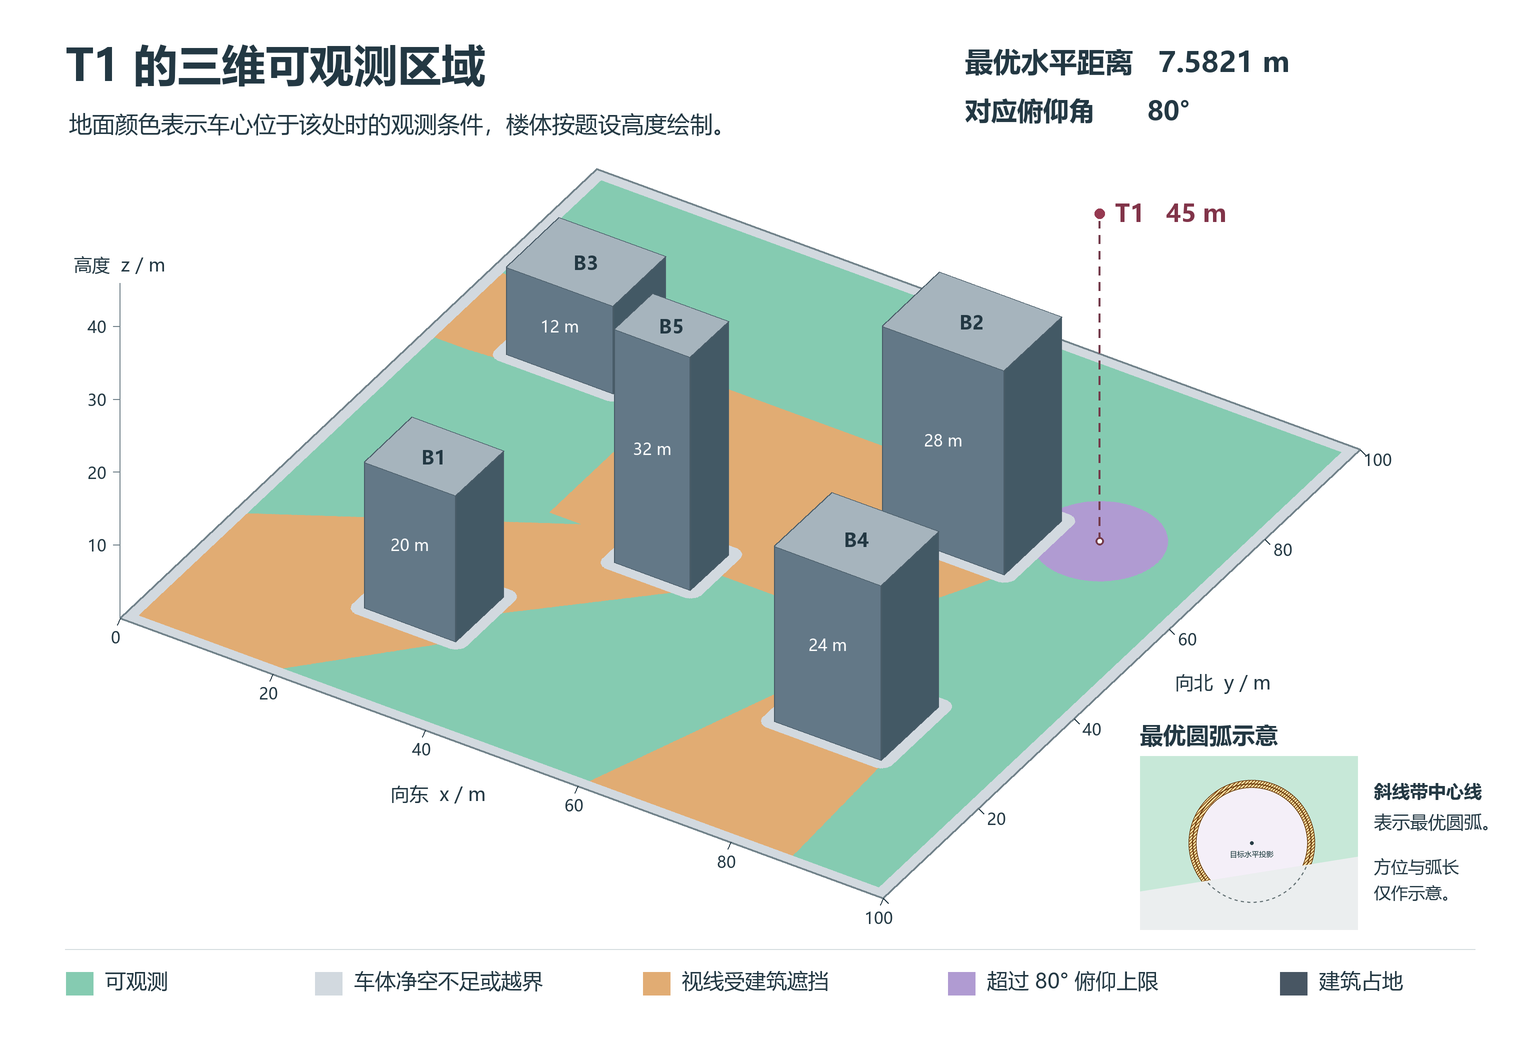 T1 的三维可观测区域
地面颜色表示车心位于该处时的观测条件，楼体按题设高度绘制。
最优水平距离 7.5821 m
对应俯仰角 80°
T1 45 m
高度 z / m
40
30
20
10
B3
12 m
B5
32 m
B2
28 m
B1
20 m
B4
24 m
0
20
40
60
80
100
向东 x / m
20
40
60
80
100
向北 y / m
最优圆弧示意
目标水平投影
斜线带中心线
表示最优圆弧。
方位与弧长
仅作示意。
可观测
车体净空不足或越界
视线受建筑遮挡
超过 80° 俯仰上限
建筑占地